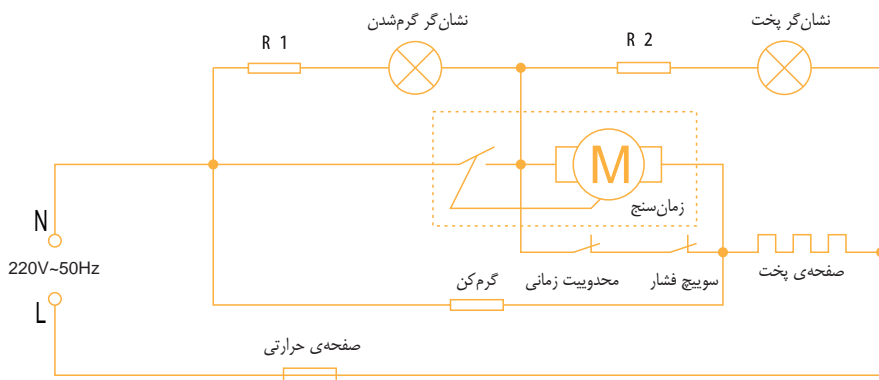 نشان‌گر گرم‌شدن
نشان‌گر پخت
R 1
R 2
M
زمان‌سنج
N
220V~50Hz
L
محدوییت زمانی
سوییچ فشار
صفحه‌ی پخت
گرم‌کن
صفحه‌ی حرارتی